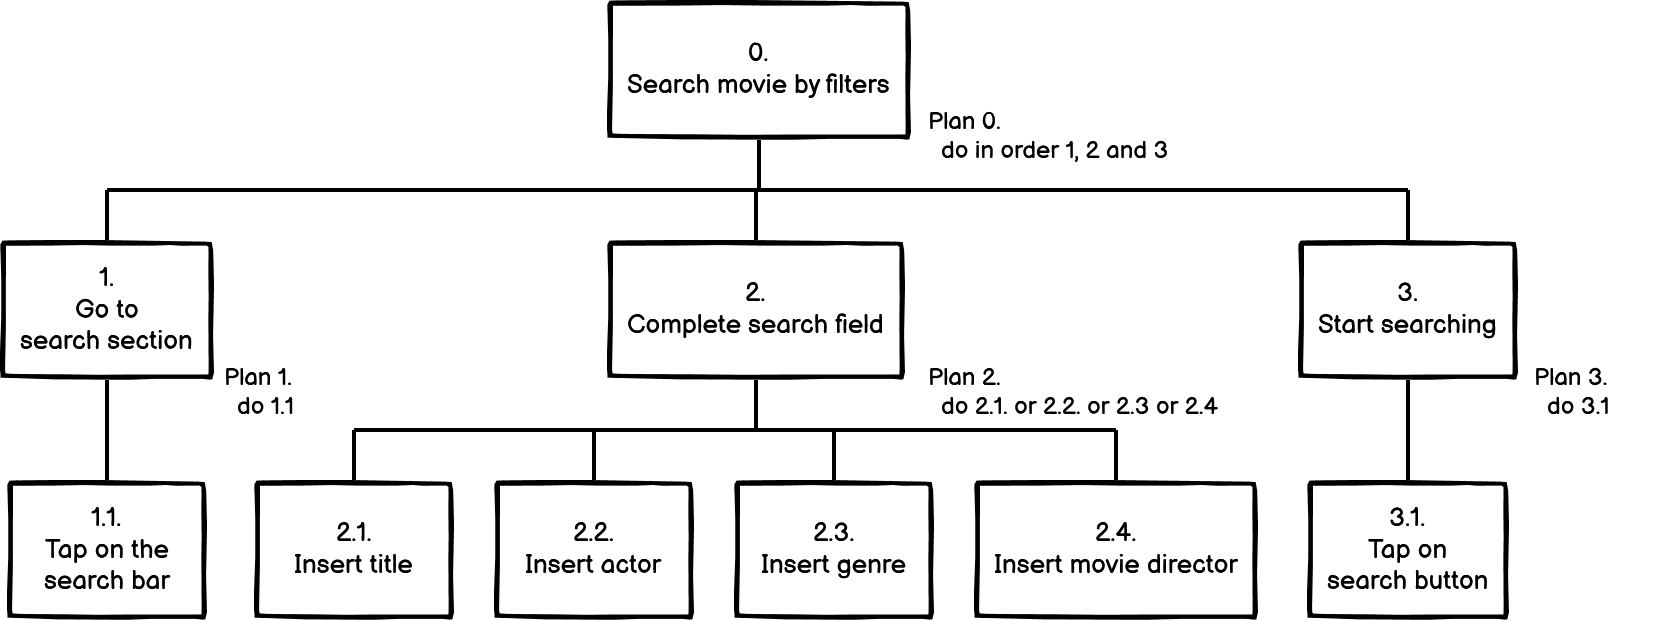 0.
Search movie by filters
Plan 0.
do in order 1, 2 and 3
1.
Go to
search section
Plan 1.
do 1.1
2.
Complete search field
Plan 2.
do 2.1. or 2.2. or 2.3 or 2.4
3.
Start searching
Plan 3.
do 3.1
1.1.
Tap on the
search bar
2.1.
Insert title
2.2.
Insert actor
2.3.
Insert genre
2.4.
Insert movie director
3.1.
Tap on
search button